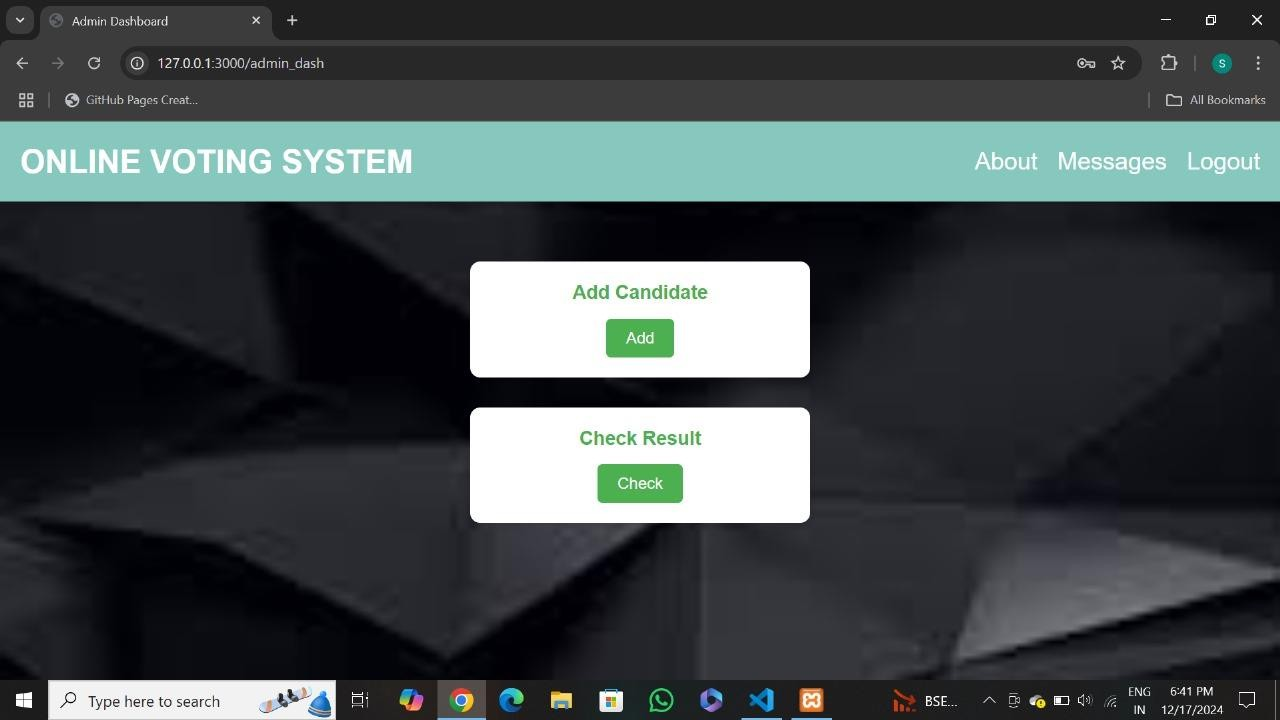 Admin Dashboard
127.0.0.1:3000/admin_dash
S
GitHub Pages Creat...
All Bookmarks
ONLINE VOTING SYSTEM
About Messages Logout
Add Candidate
Add
Check Result
Check
Type here to search
BSE...
ENG
IN
6:41 PM
12/17/2024